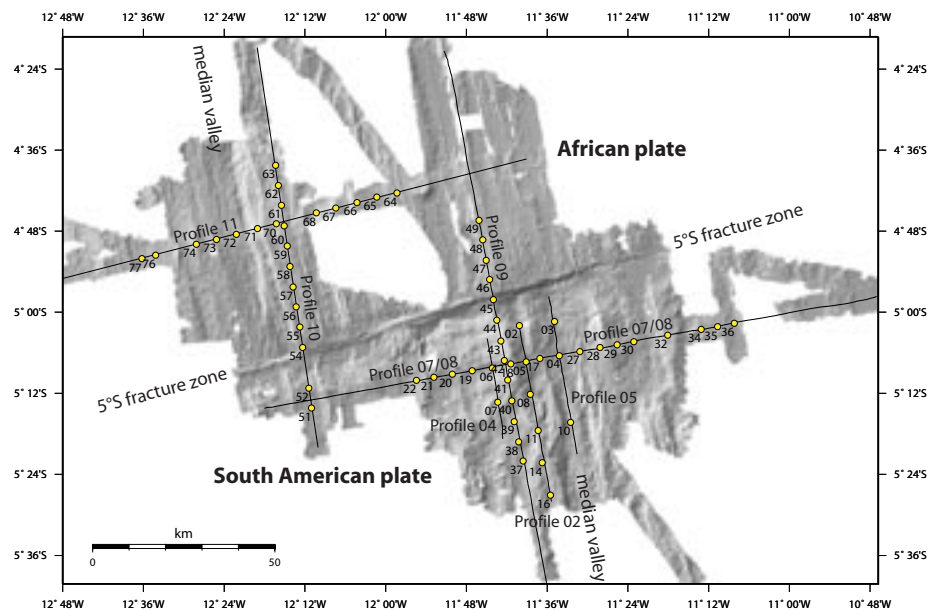 12° 48'W 12° 36'W 12° 24'W 12° 12'W 12° 00'W 11° 48'W 11° 36'W 11° 24'W 11° 12'W 11° 00'W 10° 48'W
4° 24'S 4° 24'S
4° 36'S 4° 36'S
4° 48'S 4° 48'S
5° 00'S 5° 00'S
5° 12'S 5° 12'S
5° 24'S 5° 24'S
5° 36'S 5° 36'S
median valley
African plate
5°S fracture zone
Profile 11
Profile 10
Profile 09
Profile 07/08
Profile 07/08
5°S fracture zone
Profile 04
Profile 05
Profile 02
South American plate
median valley
63
62
61
77 76 74 73 72 71 70 68 67 66 65 64
60
59
58
57
56
55
54
52
51
49
48
47
46
45
44
43
42
41
40
39
38
37
22 21 20 19 06 18 05 17 04 27 28 29 30 32 34 35 36
07
02
08
11
14
16
03
10
km
0 50
12° 48'W 12° 36'W 12° 24'W 12° 12'W 12° 00'W 11° 48'W 11° 36'W 11° 24'W 11° 12'W 11° 00'W 10° 48'W